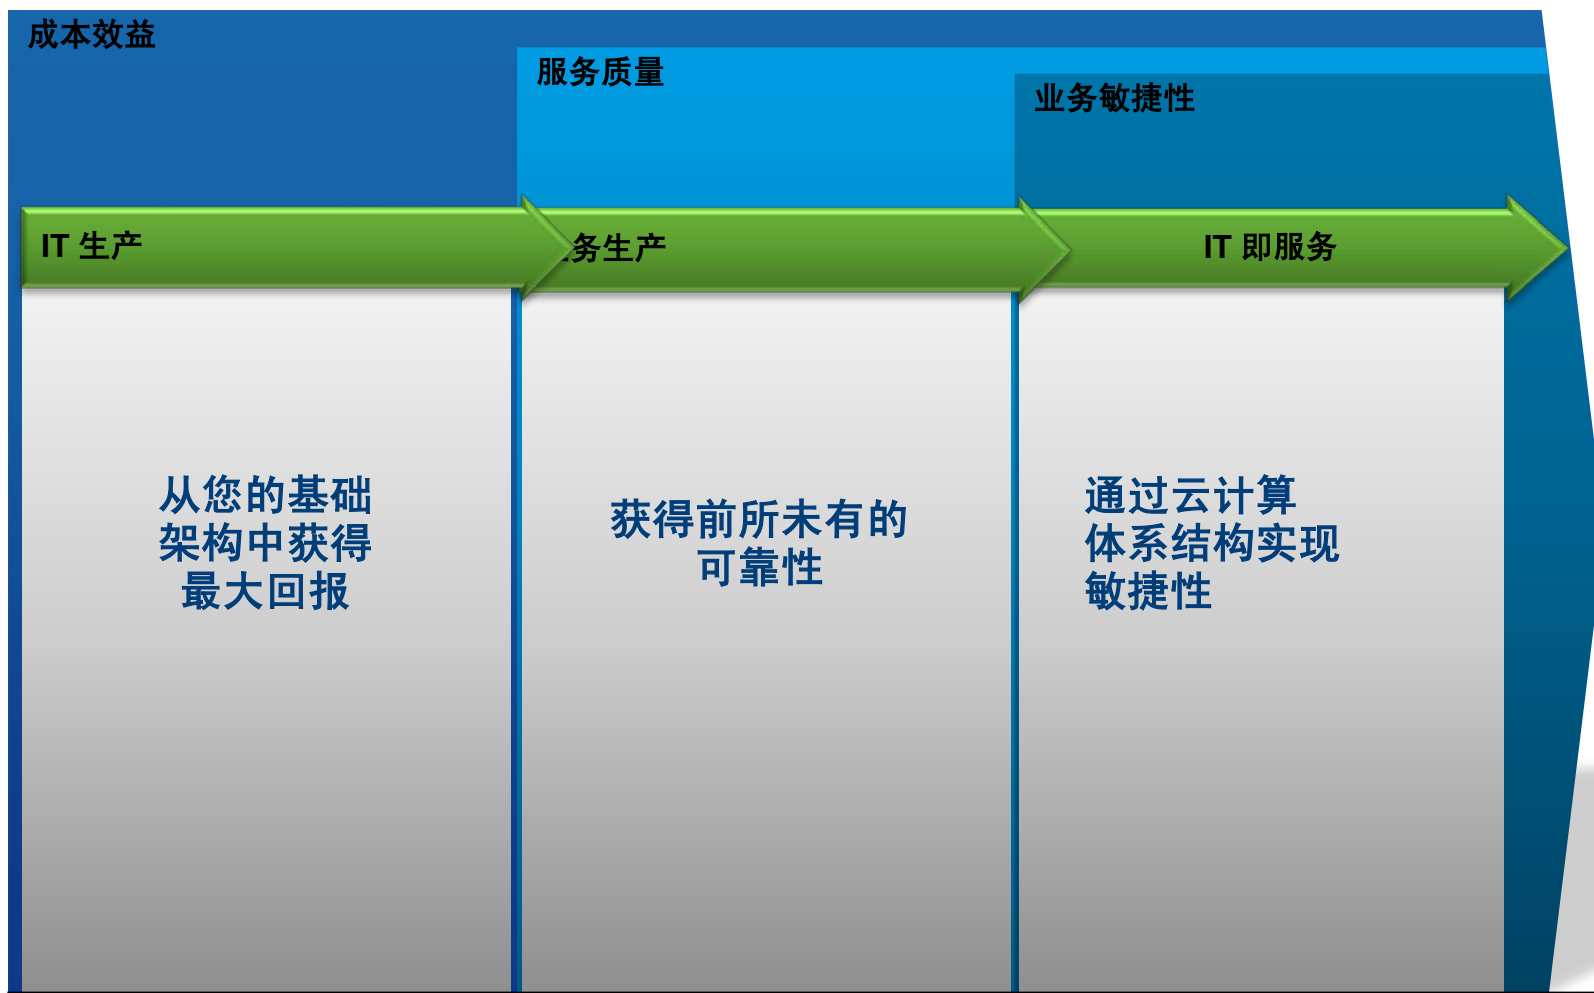 成本效益
服务质量
业务敏捷性
IT 生产
务生产
IT 即服务
从您的基础
架构中获得
最大回报
获得前所未有的
可靠性
通过云计算
体系结构实现
敏捷性